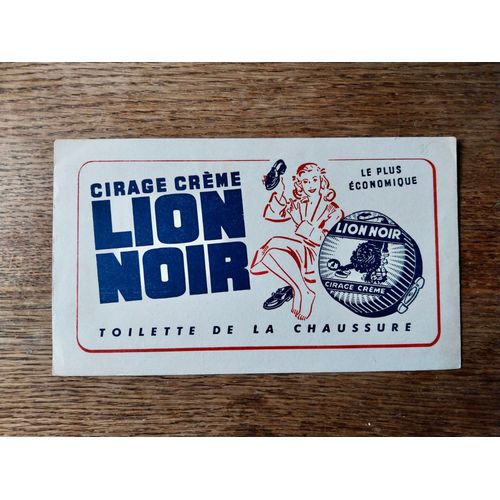 CIRAGE CRÈME
LION
NOIR
LE PLUS
ÉCONOMIQUE
LION NOIR
CIRAGE CRÈME
TOILETTE DE LA CHAUSSURE